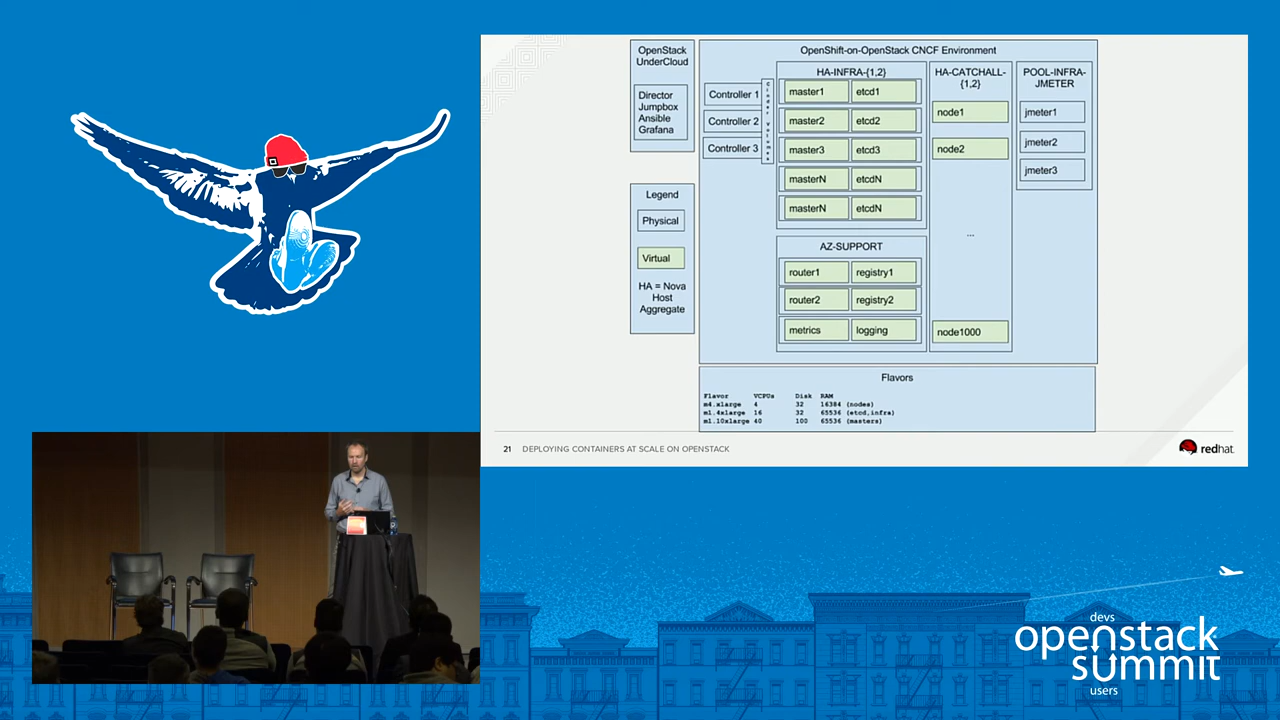 OpenStack
UnderCloud
Director
Jumpbox
Ansible
Grafana
Legend
Physical
Virtual
HA = Nova
Host
Aggregate
OpenShift-on-OpenStack CNCF Environment
Controller 1
Controller 2
Controller 3
Cinder Volumes
HA-INFRA-{1,2}
master1 etcd1
master2 etcd2
master3 etcd3
masterN etcdN
masterN etcdN
AZ-SUPPORT
router1 registry1
router2 registry2
metrics logging
HA-CATCHALL-
{1,2}
node1
node2
...
node1000
POOL-INFRA-
JMETER
jmeter1
jmeter2
jmeter3
Flavors
Flavor VCPUs Disk RAM
m4.xlarge 4 32 16384 (nodes)
m1.4xlarge 16 32 65536 (etcd,infra)
m1.10xlarge 40 100 65536 (masters)
21 DEPLOYING CONTAINERS AT SCALE ON OPENSTACK
redhat.
devs
openstack
summit
users